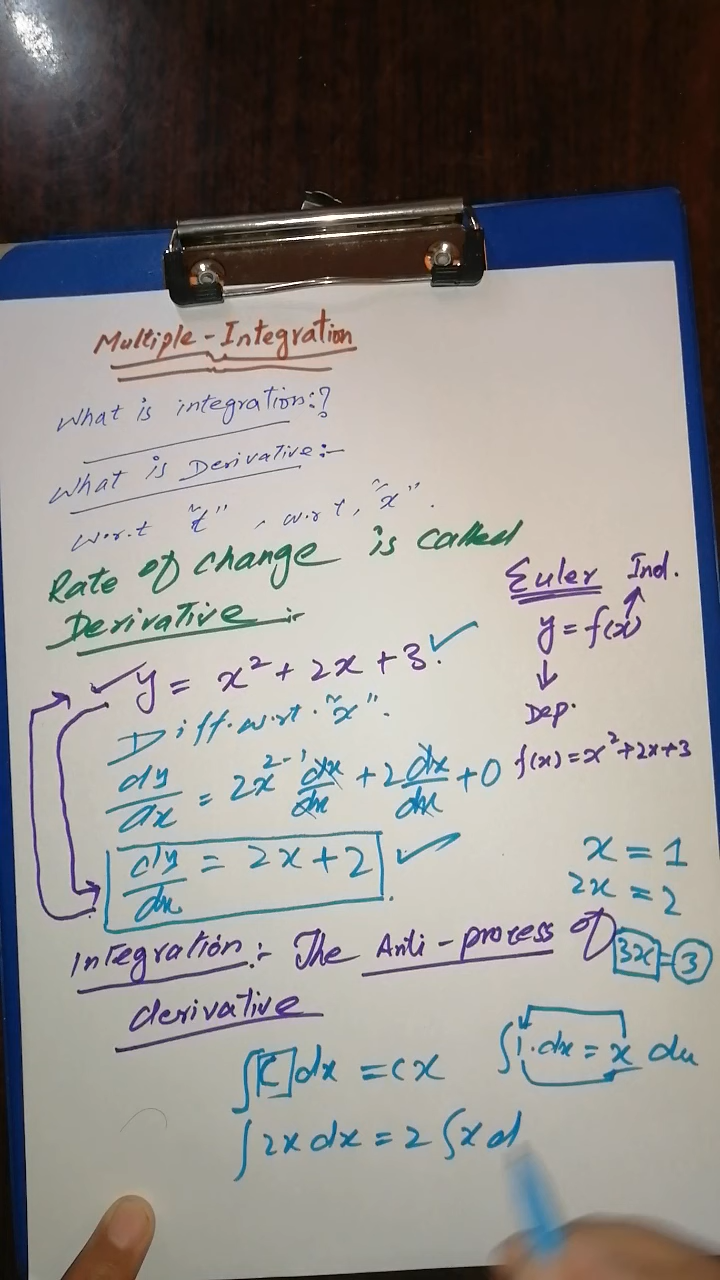 Multiple-Integration
What is integration:?
What is Derivative:-
w.r.t "t", w.r.t, "x".
Rate of change is called
Derivative:-
Euler Ind.
y = f(x)
Dep.
f(x) = x²+2x+3
y = x² + 2x + 3.
Diff. w.r.t. "x".
dy/dx = 2x²⁻¹ dx/dx + 2 dx/dx + 0
dy/dx = 2x+2
x = 1
2x = 2
3x = 3
Integration:- The Anti-process of
derivative
∫ c dx = cx
∫ 1.dx = x dx
∫ 2x dx = 2 ∫ x d